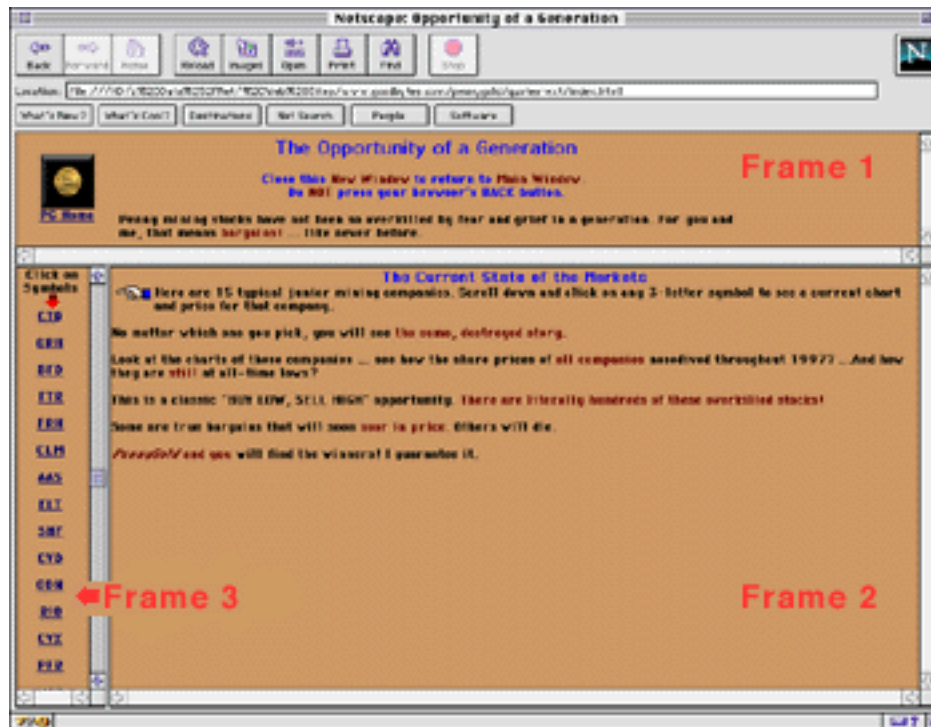 Netscape: Opportunity of a Generation
Back Forward Home Reload Images Open Print Find Stop
N
Location:
What's New? What's Cool? Destinations Net Search People Software
The Opportunity of a Generation
Frame 1
Close this New Window to return to Main Window.
Do NOT press your browser's BACK button.
PG Home
Penny mining stocks have not been so overkilled by fear and grief in a generation. For you and
me, that means bargains! ... like never before.
Click on
Symbols
The Current State of the Markets
Here are 15 typical junior mining companies. Scroll down and click on any 3-letter symbol to see a current chart
and price for that company.
No matter which one you pick, you will see the same, destroyed story.
Look at the charts of these companies ... see how the share prices of all companies nosedived throughout 1997? ...And how
they are still at all-time lows?
This is a classic "BUY LOW, SELL HIGH" opportunity. There are literally hundreds of these overkilled stocks!
Some are true bargains that will soon soar in price. Others will die.
PennyGold and you will find the winners! I guarantee it.
CLM
AAS
CYD
Frame 3
Frame 2